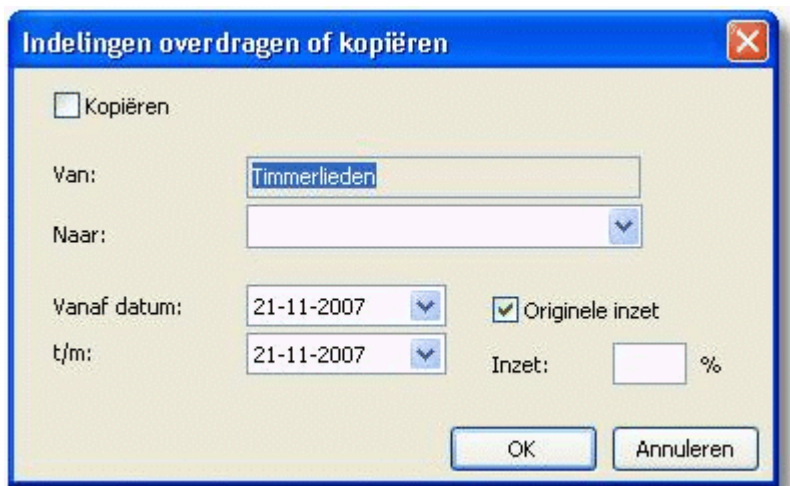 Indelingen overdragen of kopiëren
Kopiëren
Van: Timmerlieden
Naar:
Vanaf datum: 21-11-2007 Originele inzet
t/m: 21-11-2007 Inzet: %
OK Annuleren